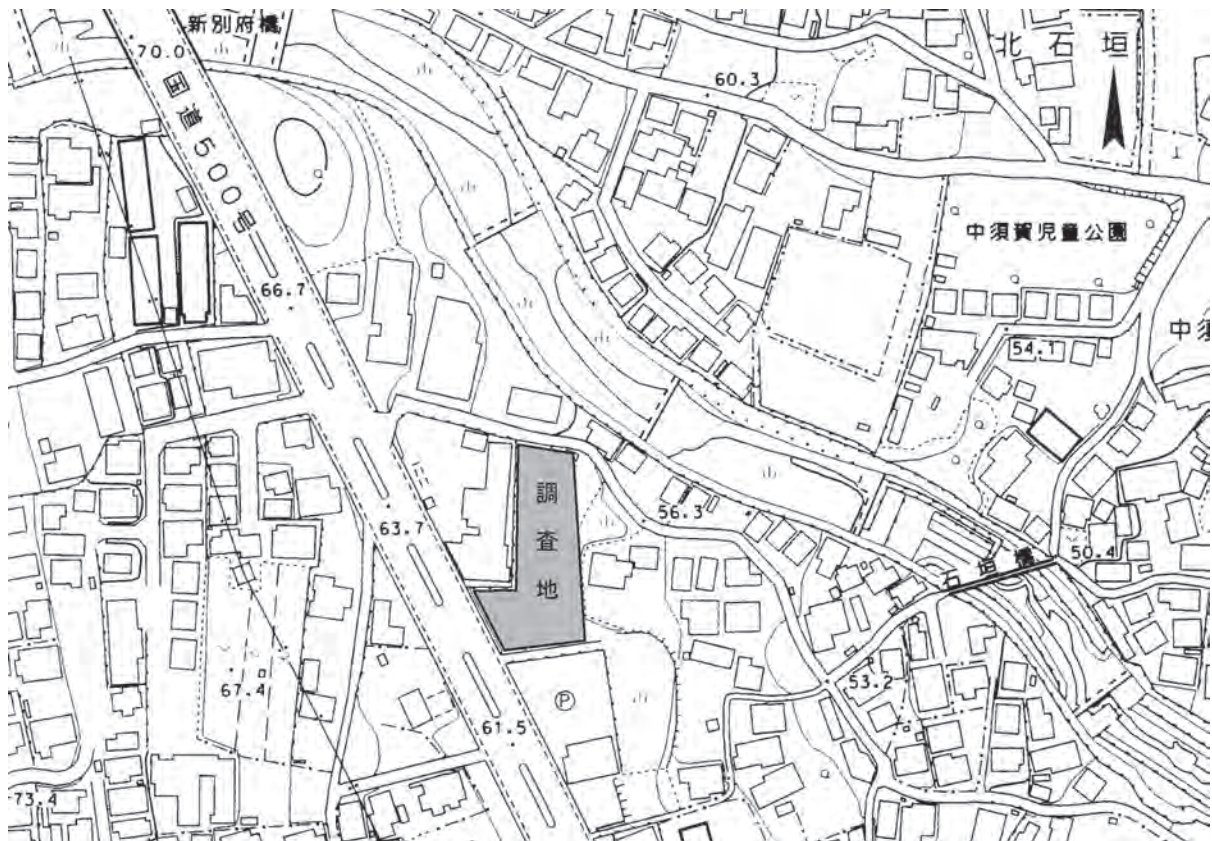 新別府橋
70.0
国道500号
北石垣
60.3
中須賀児童公園
66.7
54.1
中須
調査地
56.3
63.7
石垣橋
50.4
67.4
53.2
P
61.5
73.4